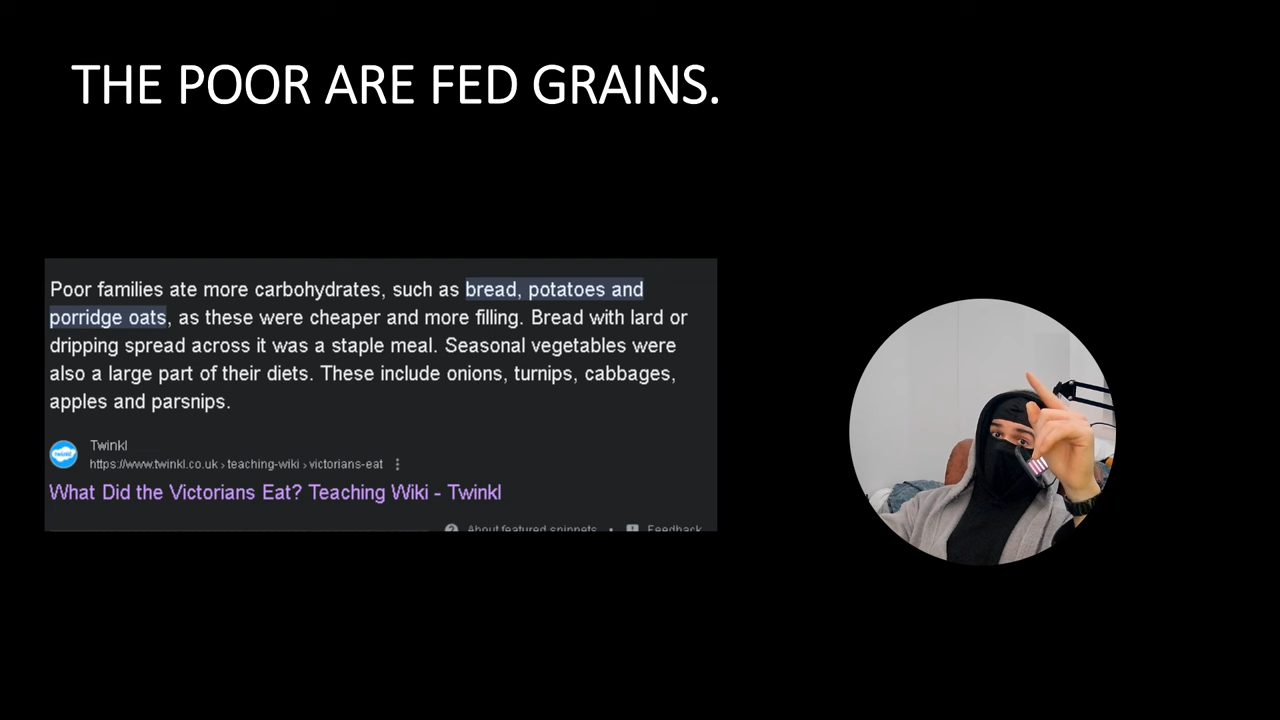 THE POOR ARE FED GRAINS.
Poor families ate more carbohydrates, such as bread, potatoes and
porridge oats, as these were cheaper and more filling. Bread with lard or
dripping spread across it was a staple meal. Seasonal vegetables were
also a large part of their diets. These include onions, turnips, cabbages,
apples and parsnips.
Twinkl
https://www.twinkl.co.uk › teaching-wiki › victorians-eat
What Did the Victorians Eat? Teaching Wiki - Twinkl
About featured snippets • Feedback